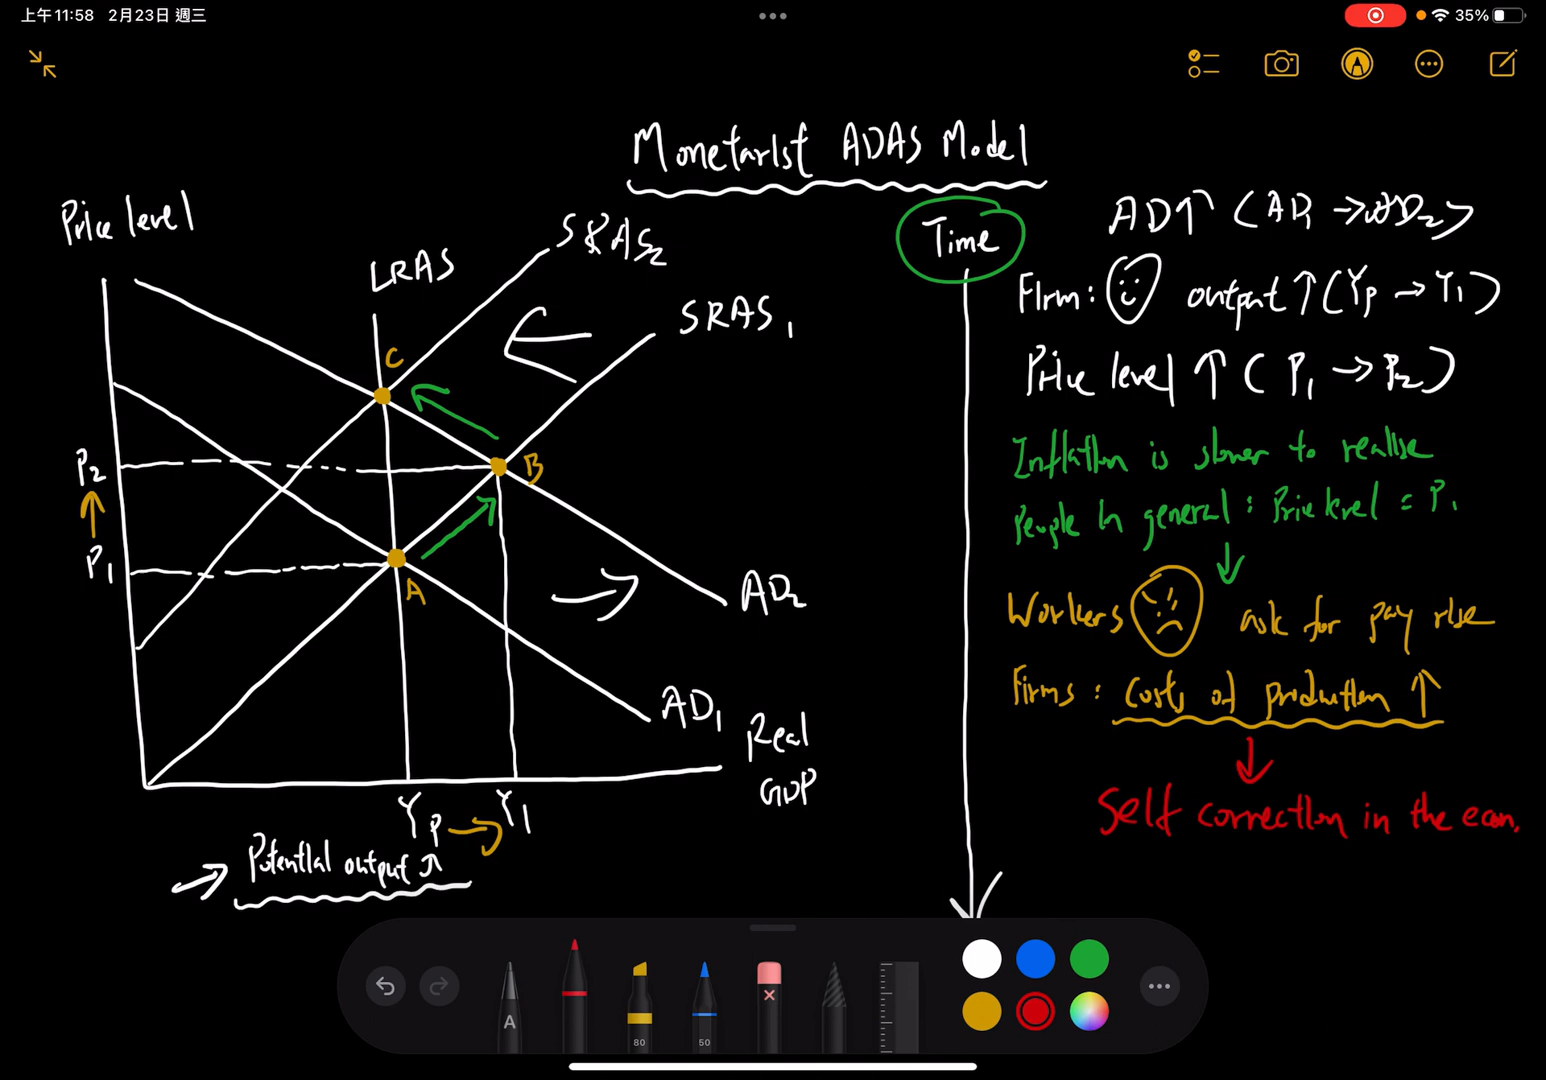 上午11:58 2月23日 週三
35%
Monetarist ADAS Model
Price level
LRAS
SRAS2
SRAS1
C
B
A
P2
P1
AD2
AD1
Real
GDP
Yp → Y1
→ Potential output
Time
AD↑ (AD1 → AD2)
Firm: output ↑ (Yp → Y1)
Price level ↑ (P1 → P2)
Inflation is slower to realise
People in general: Price level = P1
↓
Workers ask for pay rise
Firms: costs of production ↑
↓
Self correction in the econ.
A
80
50